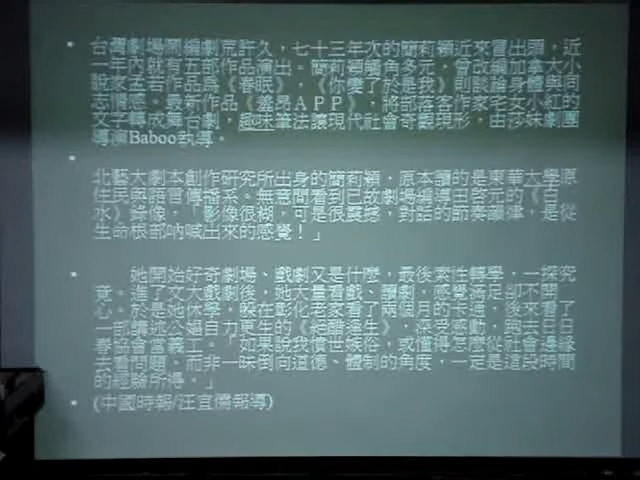 台灣劇場鬧編劇荒許久，七十三年次的簡莉穎近來冒出頭，近
一年內就有五部作品演出。簡莉穎觸角多元，曾改編加拿大小
說家孟若作品為《春眠》，《你變了於是我》則談論身體與同
志情慾。最新作品《羞昂APP》，將部落客作家老女小紅的
文字轉成舞台劇，趣味筆法讓現代社會奇觀現形，由莎妹劇團
導演Baboo執導。
北藝大劇本創作研究所出身的簡莉穎，原本讀的是東華大學原
住民與語言傳播系。無意間看到已故劇場編導田啓元的《白
水》錄像，「影像很糊，可是很震撼，對話的節奏韻律，是從
生命根部吶喊出來的感覺！」
她開始好奇劇場、戲劇又是什麼，最後索性轉學，一探究
竟。進了文大戲劇後，她大量看戲、讀劇，感覺滿足卻不開
心。於是她休學，躲在彰化老家看了兩個月的卡通，後來看了
一部講述公娼自力更生的《絕酷逢生》，深受感動，跑去日日
春協會當義工。「如果說我憤世嫉俗，或懂得怎麼從社會邊緣
去看問題。而非一昧倒向道德、體制的角度，一定是這段時間
的經驗所得。」
(中國時報/汪宜儒報導)